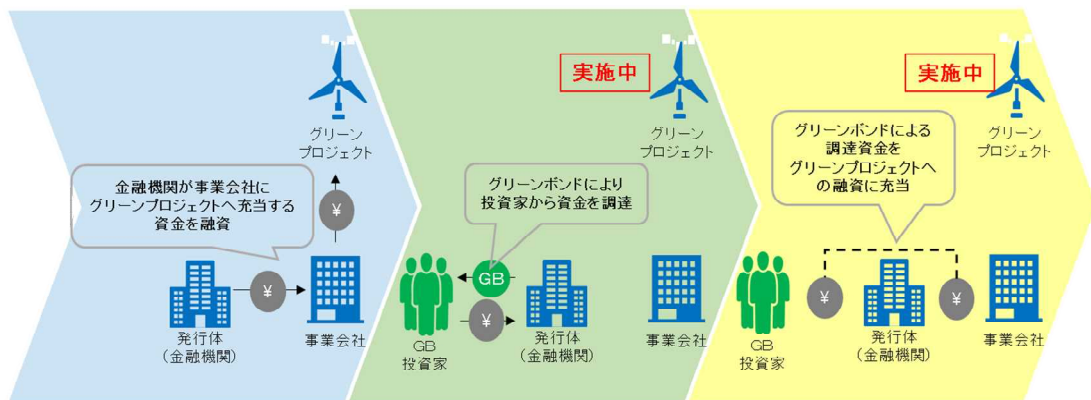 グリーン
プロジェクト
金融機関が事業会社に
グリーンプロジェクトへ充当する
資金を融資
¥
¥
発行体
(金融機関)
事業会社
実施中
グリーン
プロジェクト
グリーンボンドにより
投資家から資金を調達
GB
¥
GB
投資家
発行体
(金融機関)
事業会社
実施中
グリーン
プロジェクト
グリーンボンドによる
調達資金を
グリーンプロジェクトへ
の融資に充当
¥
¥
GB
投資家
発行体
(金融機関)
事業会社